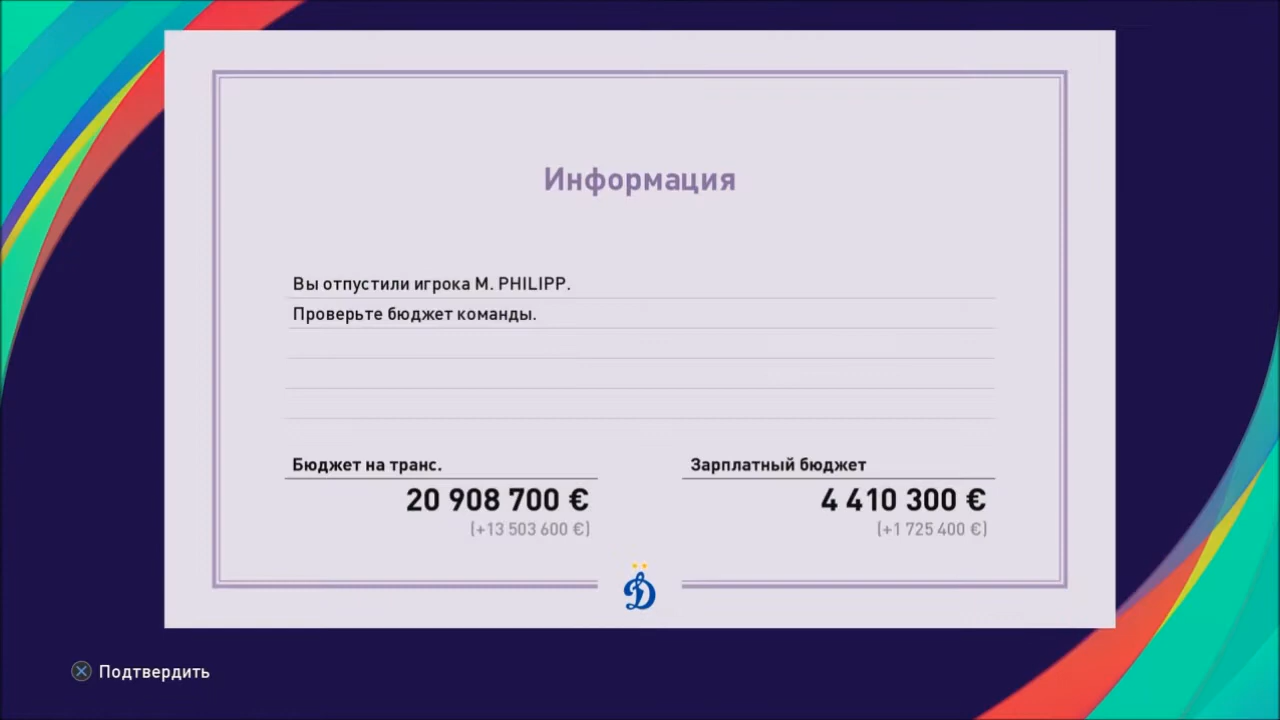 Информация
Вы отпустили игрока M. PHILIPP.
Проверьте бюджет команды.
Бюджет на транс.
20 908 700 €
(+13 503 600 €)
Зарплатный бюджет
4 410 300 €
(+1 725 400 €)
Подтвердить